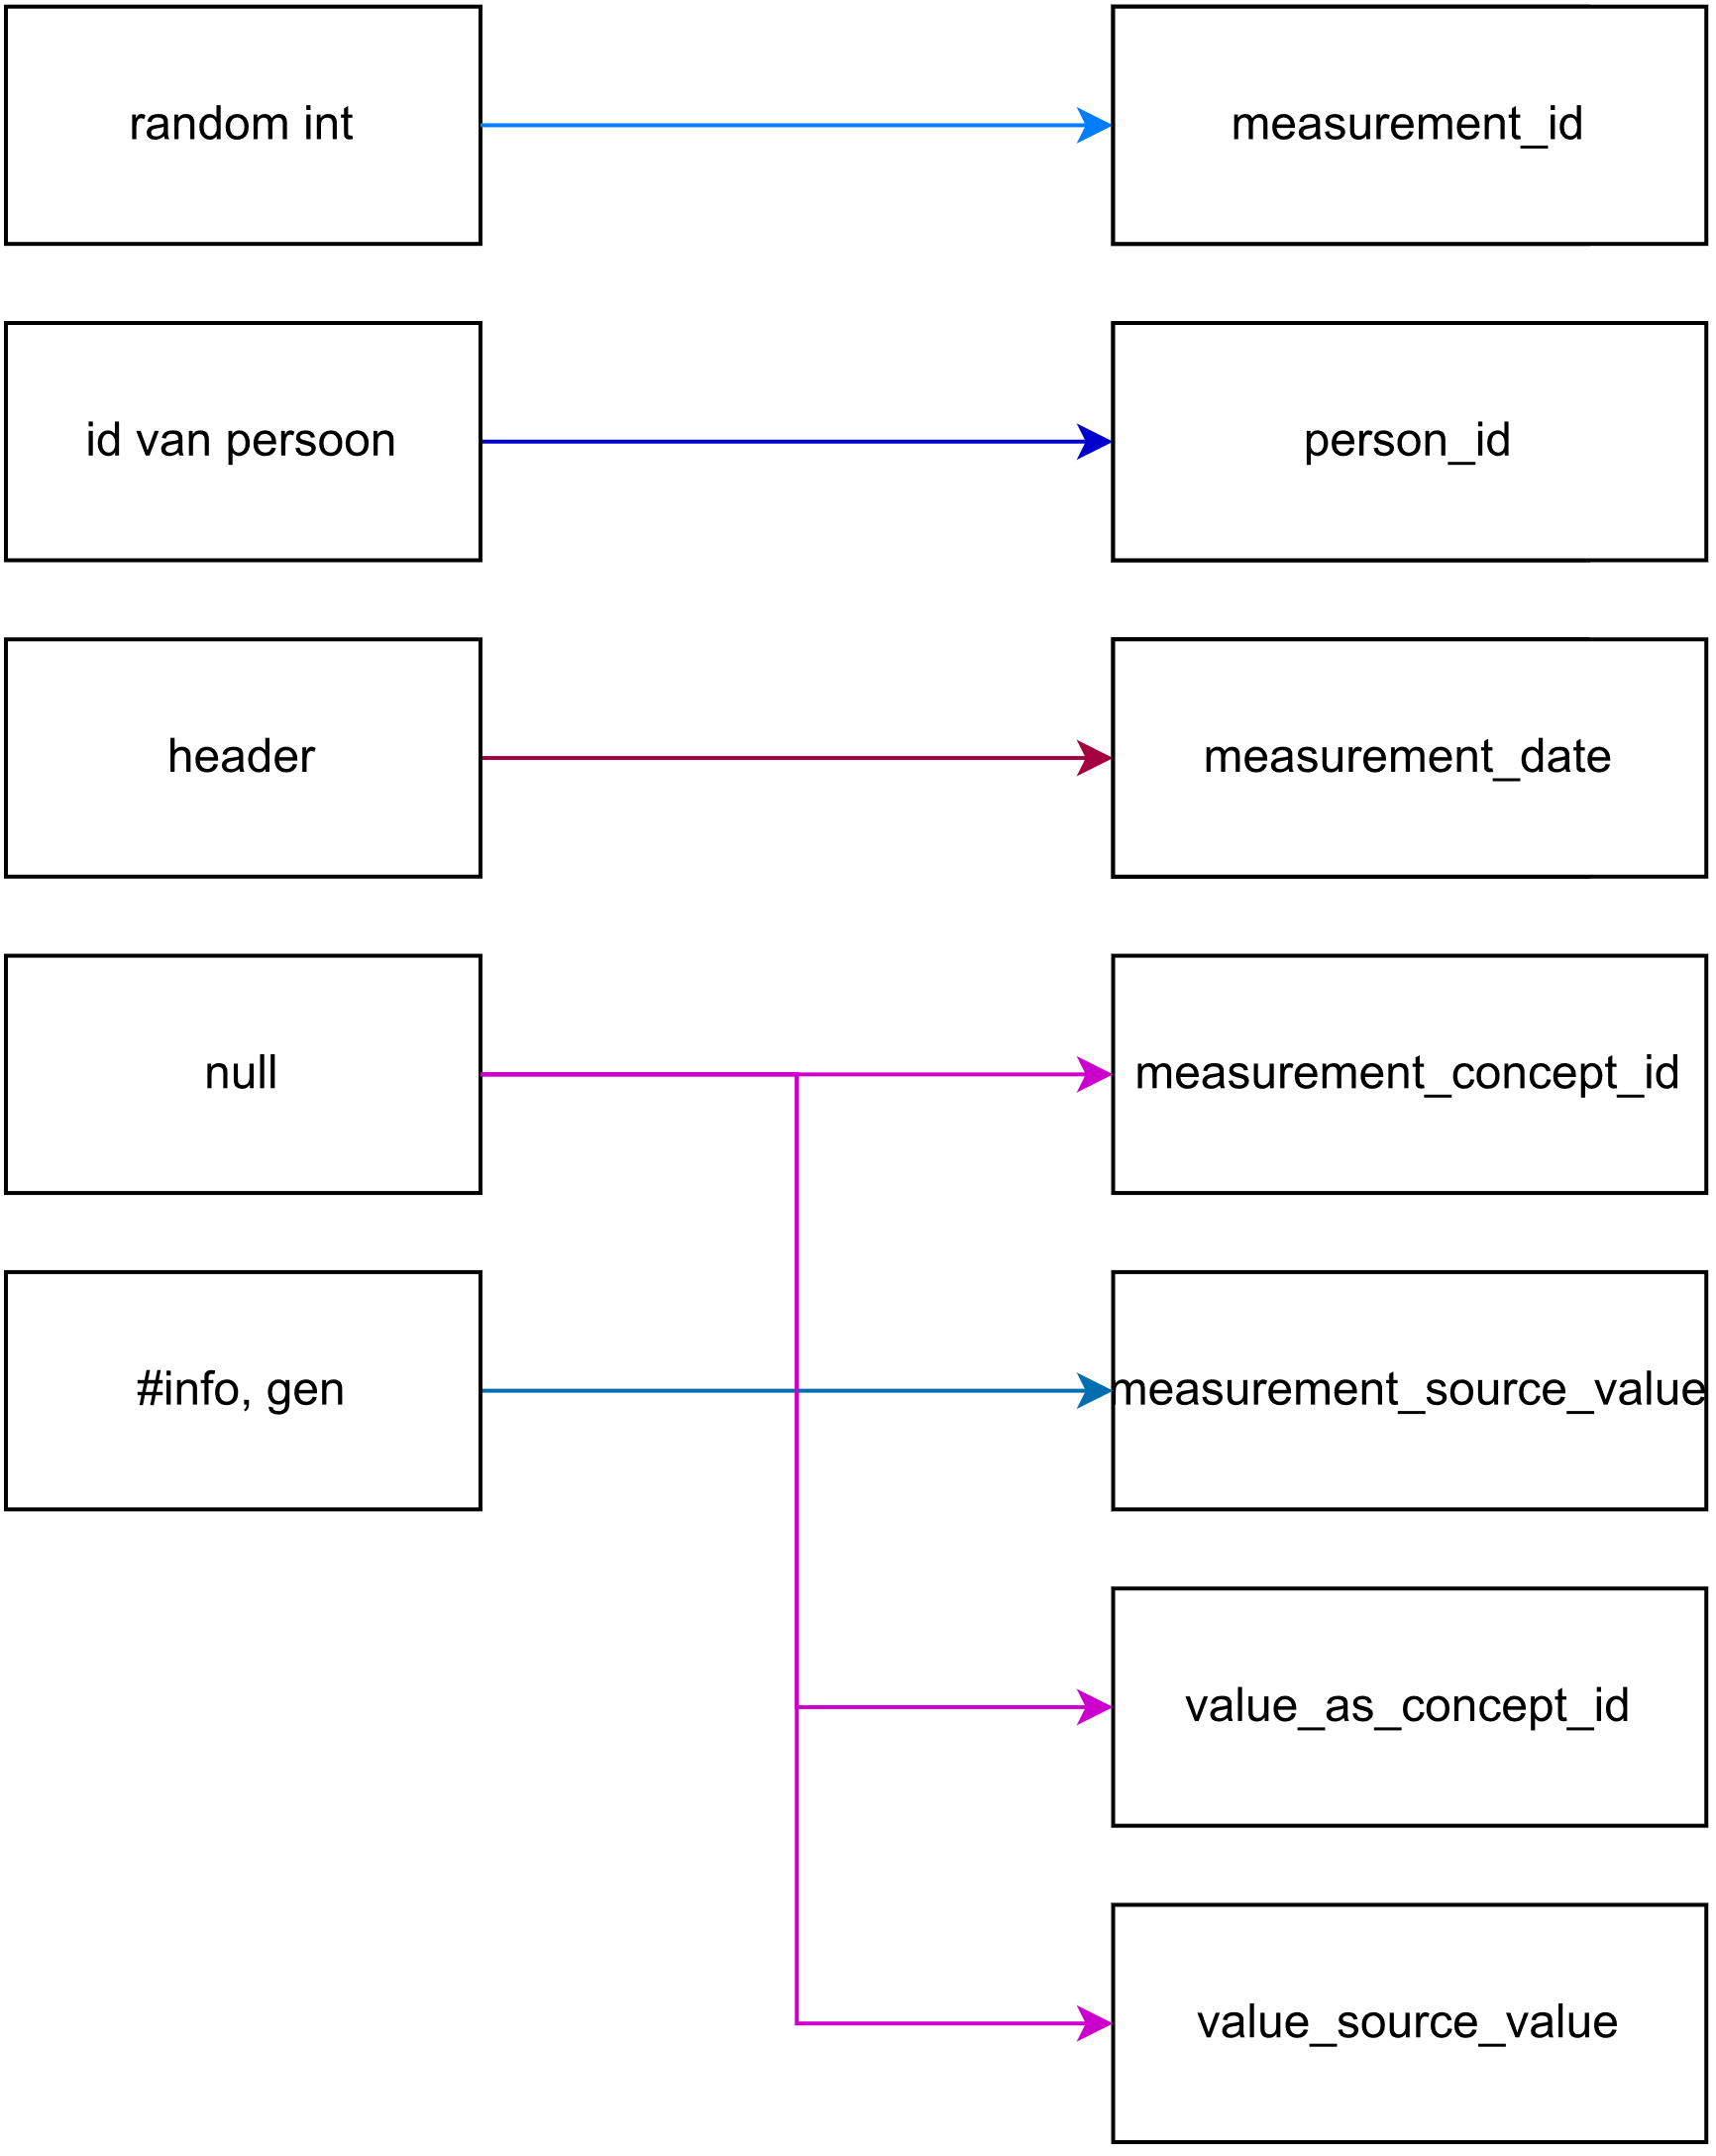 random int
measurement_id
id van persoon
person_id
header
measurement_date
null
measurement_concept_id
#info, gen
measurement_source_value
value_as_concept_id
value_source_value